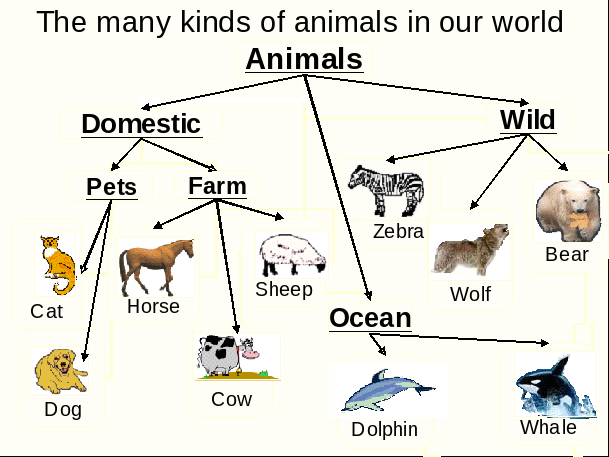 The many kinds of animals in our world
Animals
Domestic
Wild
Pets
Farm
Zebra
Bear
Cat
Horse
Sheep
Wolf
Ocean
Dog
Cow
Dolphin
Whale